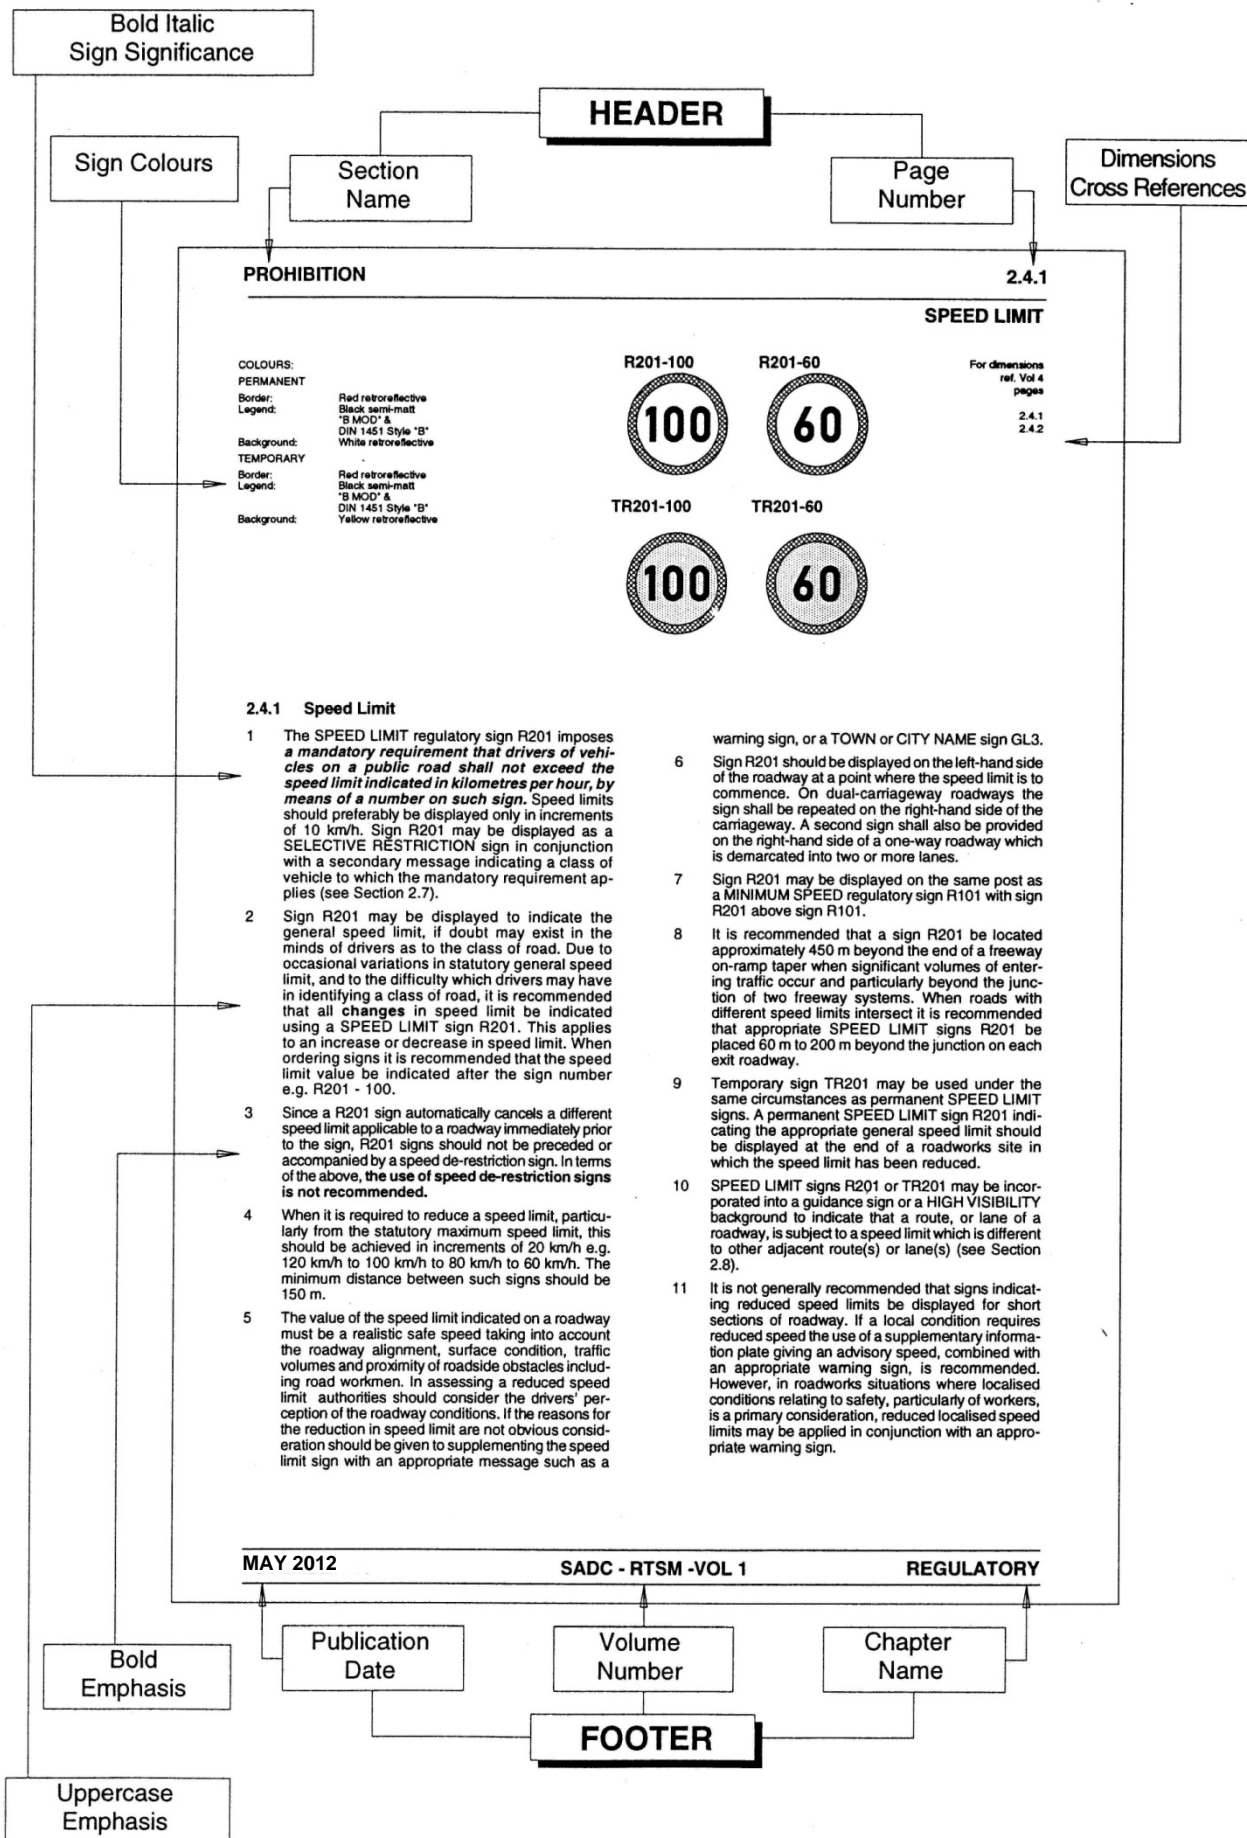 Bold Italic
Sign Significance
HEADER
Sign Colours
Section
Name
Page
Number
Dimensions
Cross References
PROHIBITION
2.4.1
SPEED LIMIT
COLOURS:
PERMANENT
Border: Red retroreflective
Legend: Black semi-matt
"B MOD" &
DIN 1451 Style "B"
Background: White retroreflective
TEMPORARY
Border: Red retroreflective
Legend: Black semi-matt
"B MOD" &
DIN 1451 Style "B"
Background: Yellow retroreflective
R201-100 R201-60
100 60
TR201-100 TR201-60
100 60
For dimensions
ref. Vol 4
pages
2.4.1
2.4.2
2.4.1 Speed Limit
1 The SPEED LIMIT regulatory sign R201 imposes
a mandatory requirement that drivers of vehi-
cles on a public road shall not exceed the
speed limit indicated in kilometres per hour, by
means of a number on such sign. Speed limits
should preferably be displayed only in increments
of 10 km/h. Sign R201 may be displayed as a
SELECTIVE RESTRICTION sign in conjunction
with a secondary message indicating a class of
vehicle to which the mandatory requirement ap-
plies (see Section 2.7).
2 Sign R201 may be displayed to indicate the
general speed limit, if doubt may exist in the
minds of drivers as to the class of road. Due to
occasional variations in statutory general speed
limit, and to the difficulty which drivers may have
in identifying a class of road, it is recommended
that all changes in speed limit be indicated
using a SPEED LIMIT sign R201. This applies
to an increase or decrease in speed limit. When
ordering signs it is recommended that the speed
limit value be indicated after the sign number
e.g. R201 - 100.
3 Since a R201 sign automatically cancels a different
speed limit applicable to a roadway immediately prior
to the sign, R201 signs should not be preceded or
accompanied by a speed de-restriction sign. In terms
of the above, the use of speed de-restriction signs
is not recommended.
4 When it is required to reduce a speed limit, particu-
larly from the statutory maximum speed limit, this
should be achieved in increments of 20 km/h e.g.
120 km/h to 100 km/h to 80 km/h to 60 km/h. The
minimum distance between such signs should be
150 m.
5 The value of the speed limit indicated on a roadway
must be a realistic safe speed taking into account
the roadway alignment, surface condition, traffic
volumes and proximity of roadside obstacles includ-
ing road workmen. In assessing a reduced speed
limit authorities should consider the drivers' per-
ception of the roadway conditions. If the reasons for
the reduction in speed limit are not obvious consid-
eration should be given to supplementing the speed
limit sign with an appropriate message such as a
warning sign, or a TOWN or CITY NAME sign GL3.
6 Sign R201 should be displayed on the left-hand side
of the roadway at a point where the speed limit is to
commence. On dual-carriageway roadways the
sign shall be repeated on the right-hand side of the
carriageway. A second sign shall also be provided
on the right-hand side of a one-way roadway which
is demarcated into two or more lanes.
7 Sign R201 may be displayed on the same post as
a MINIMUM SPEED regulatory sign R101 with sign
R201 above sign R101.
8 It is recommended that a sign R201 be located
approximately 450 m beyond the end of a freeway
on-ramp taper when significant volumes of enter-
ing traffic occur and particularly beyond the junc-
tion of two freeway systems. When roads with
different speed limits intersect it is recommended
that appropriate SPEED LIMIT signs R201 be
placed 60 m to 200 m beyond the junction on each
exit roadway.
9 Temporary sign TR201 may be used under the
same circumstances as permanent SPEED LIMIT
signs. A permanent SPEED LIMIT sign R201 indi-
cating the appropriate general speed limit should
be displayed at the end of a roadworks site in
which the speed limit has been reduced.
10 SPEED LIMIT signs R201 or TR201 may be incor-
porated into a guidance sign or a HIGH VISIBILITY
background to indicate that a route, or lane of a
roadway, is subject to a speed limit which is different
to other adjacent route(s) or lane(s) (see Section
2.8).
11 It is not generally recommended that signs indicat-
ing reduced speed limits be displayed for short
sections of roadway. If a local condition requires
reduced speed the use of a supplementary informa-
tion plate giving an advisory speed, combined with
an appropriate warning sign, is recommended.
However, in roadworks situations where localised
conditions relating to safety, particularly of workers,
is a primary consideration, reduced localised speed
limits may be applied in conjunction with an appro-
priate warning sign.
MAY 2012 SADC - RTSM -VOL 1 REGULATORY
Publication
Date
Volume
Number
Chapter
Name
Bold
Emphasis
FOOTER
Uppercase
Emphasis